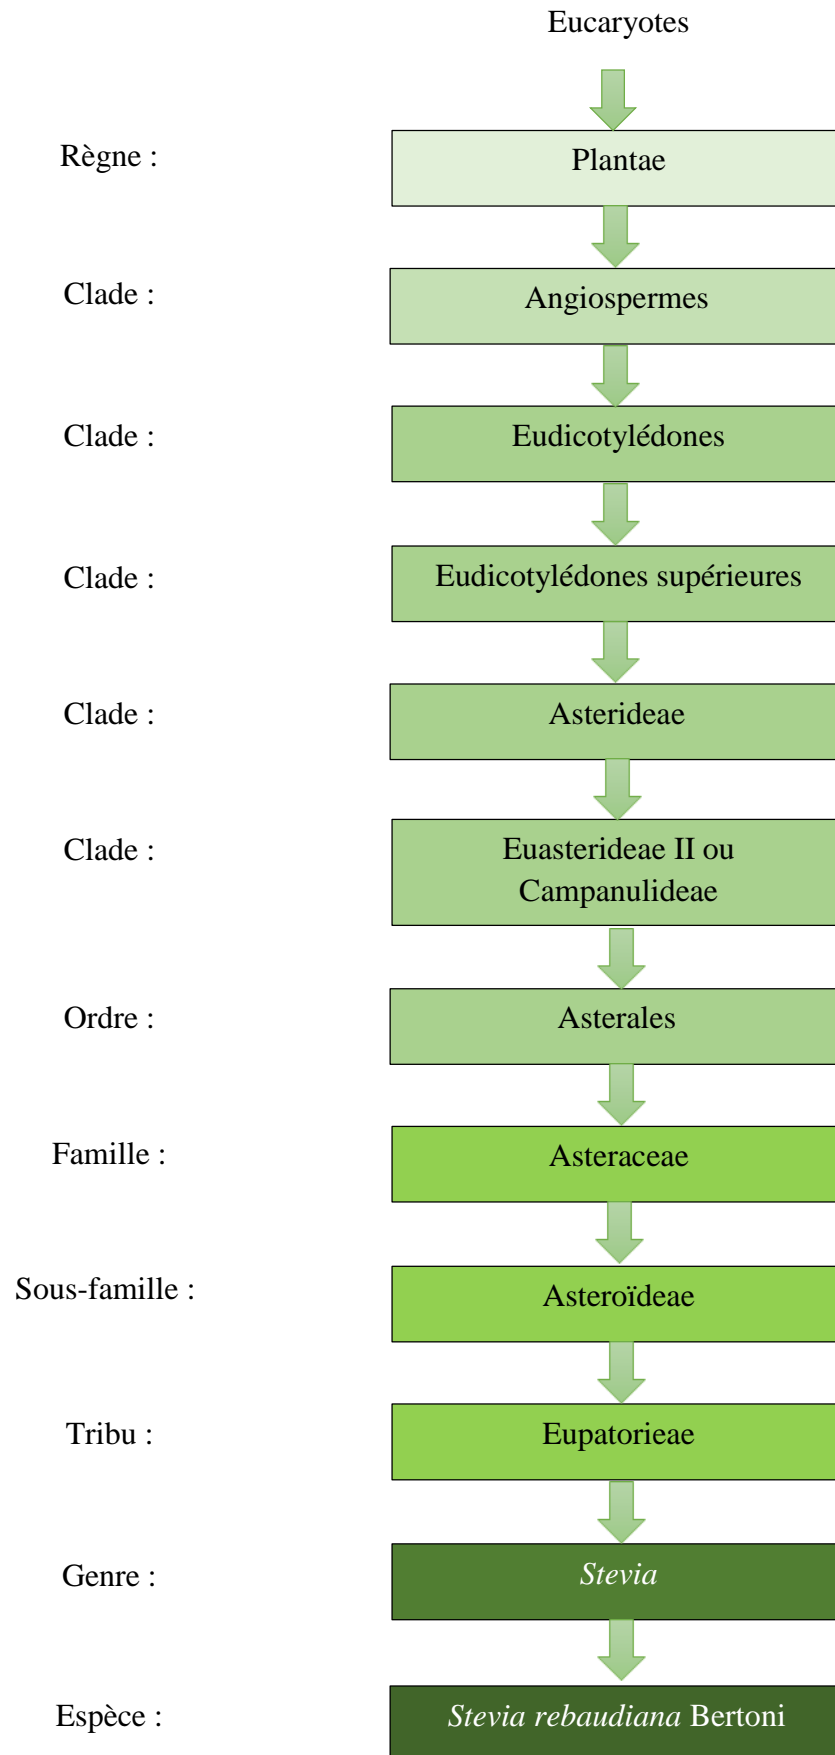 Eucaryotes
Règne : Plantae
Clade : Angiospermes
Clade : Eudicotylédones
Clade : Eudicotylédones supérieures
Clade : Asterideae
Clade : Euasterideae II ou
Campanulideae
Ordre : Asterales
Famille : Asteraceae
Sous-famille : Asteroïdeae
Tribu : Eupatorieae
Genre : Stevia
Espèce : Stevia rebaudiana Bertoni